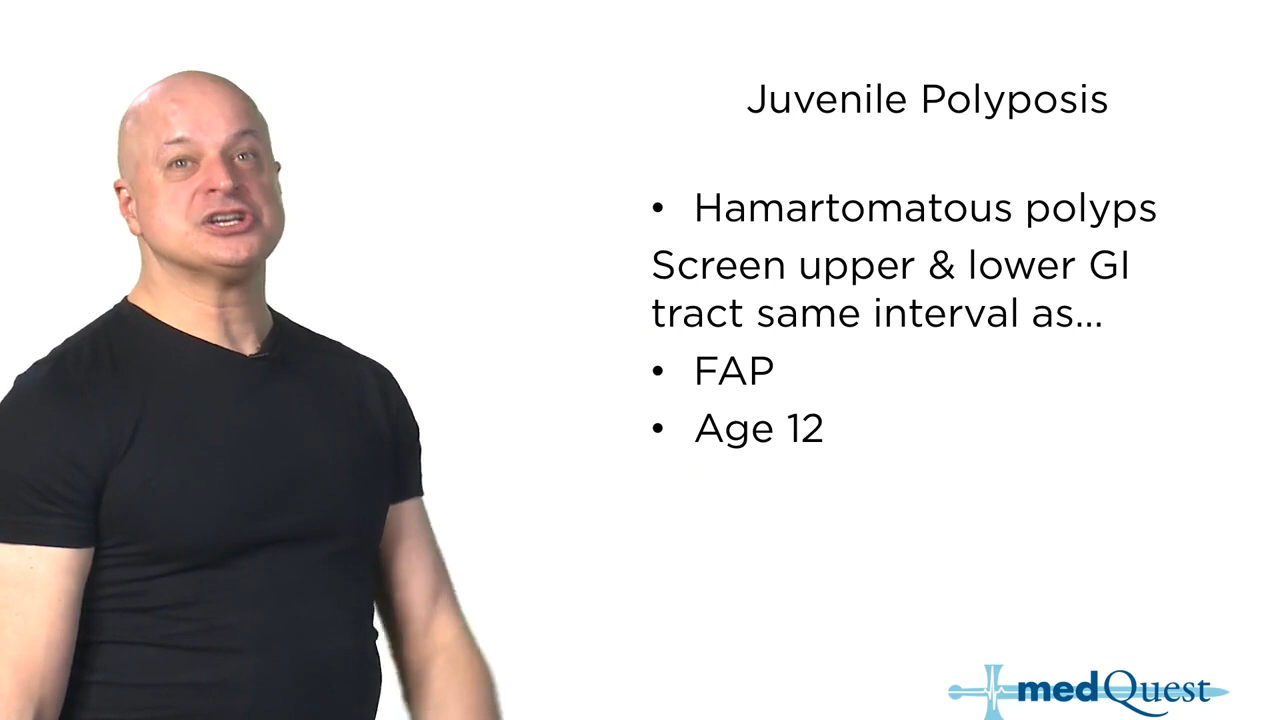 Juvenile Polyposis
• Hamartomatous polyps
Screen upper & lower GI
tract same interval as...
• FAP
• Age 12
medQuest